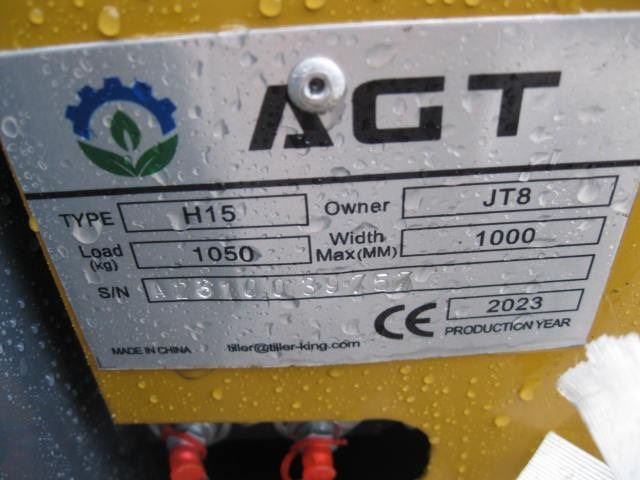 AGT
TYPE H15 Owner JT8
Load (kg) 1050 Width Max(MM) 1000
S/N
CE 2023
PRODUCTION YEAR
MADE IN CHINA tiller@tiller-king.com